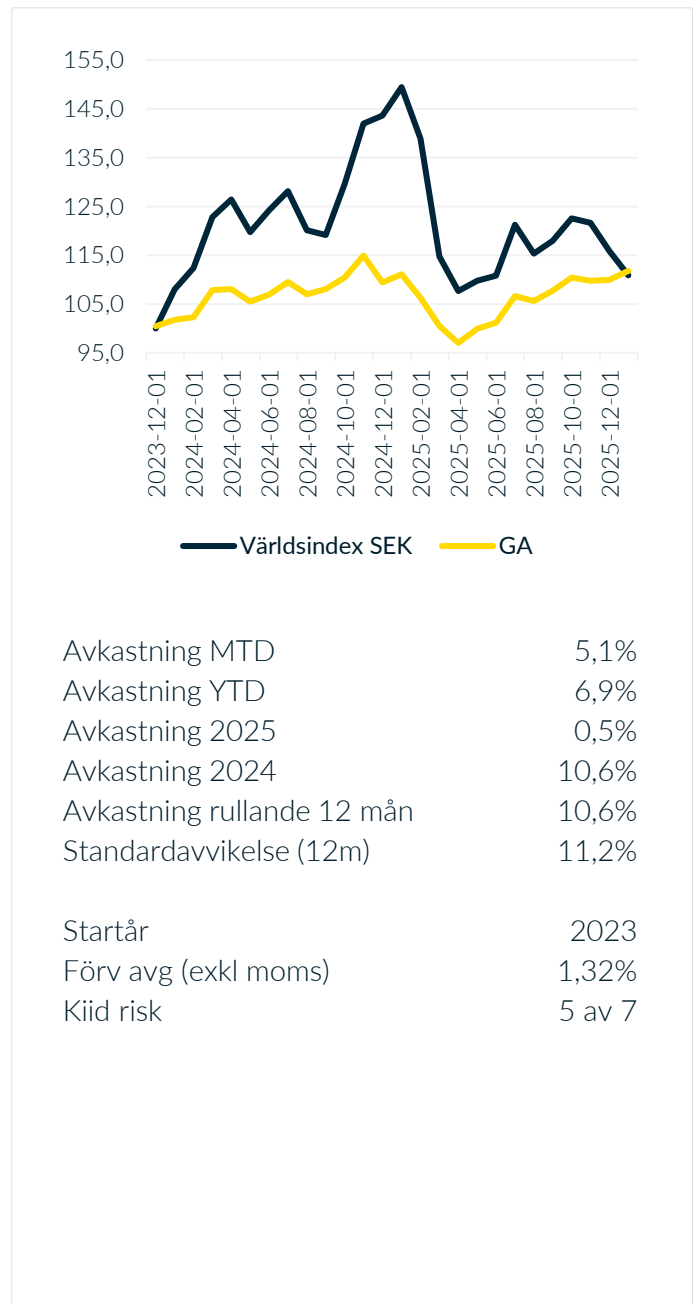 155,0
145,0
135,0
125,0
115,0
105,0
95,0
2023-12-01
2024-02-01
2024-04-01
2024-06-01
2024-08-01
2024-10-01
2024-12-01
2025-02-01
2025-04-01
2025-06-01
2025-08-01
2025-10-01
2025-12-01
Världsindex SEK GA
Avkastning MTD 5,1%
Avkastning YTD 6,9%
Avkastning 2025 0,5%
Avkastning 2024 10,6%
Avkastning rullande 12 mån 10,6%
Standardavvikelse (12m) 11,2%
Startår 2023
Förv avg (exkl moms) 1,32%
Kiid risk 5 av 7